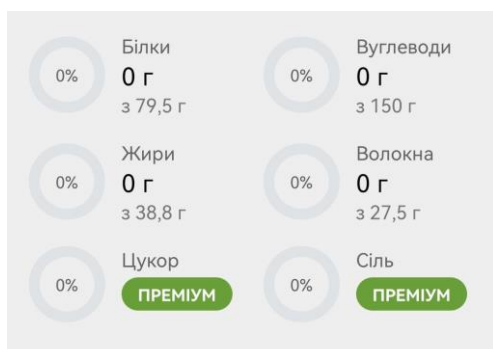 Білки
0%
0 г
з 79,5 г
Вуглеводи
0%
0 г
з 150 г
Жири
0%
0 г
з 38,8 г
Волокна
0%
0 г
з 27,5 г
Цукор
0%
ПРЕМІУМ
Сіль
0%
ПРЕМІУМ